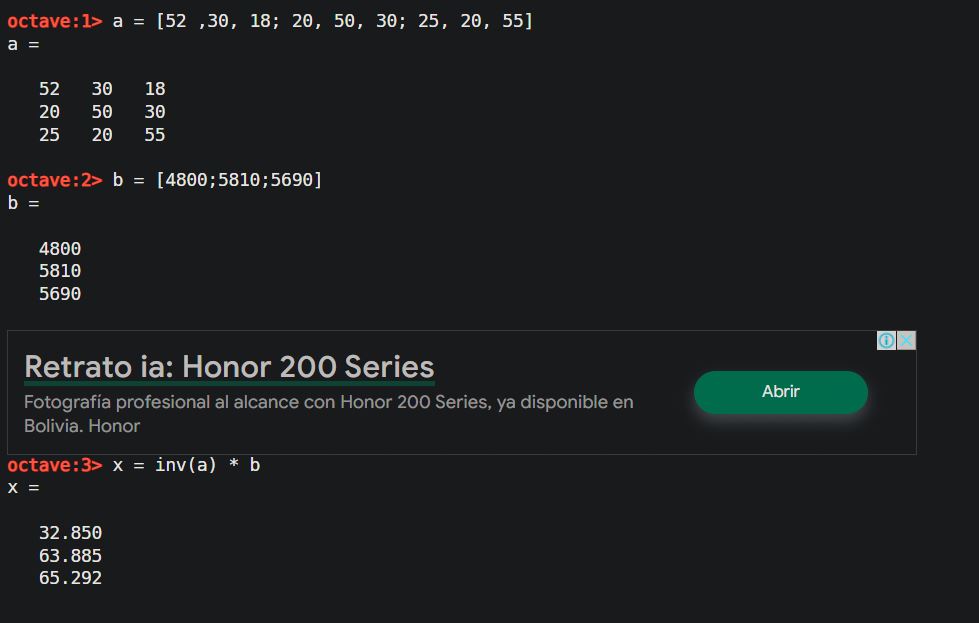 octave:1> a = [52 ,30, 18; 20, 50, 30; 25, 20, 55]
a =
52 30 18
20 50 30
25 20 55
octave:2> b = [4800;5810;5690]
b =
4800
5810
5690
Retrato ia: Honor 200 Series
Fotografía profesional al alcance con Honor 200 Series, ya disponible en
Bolivia. Honor
Abrir
octave:3> x = inv(a) * b
x =
32.850
63.885
65.292